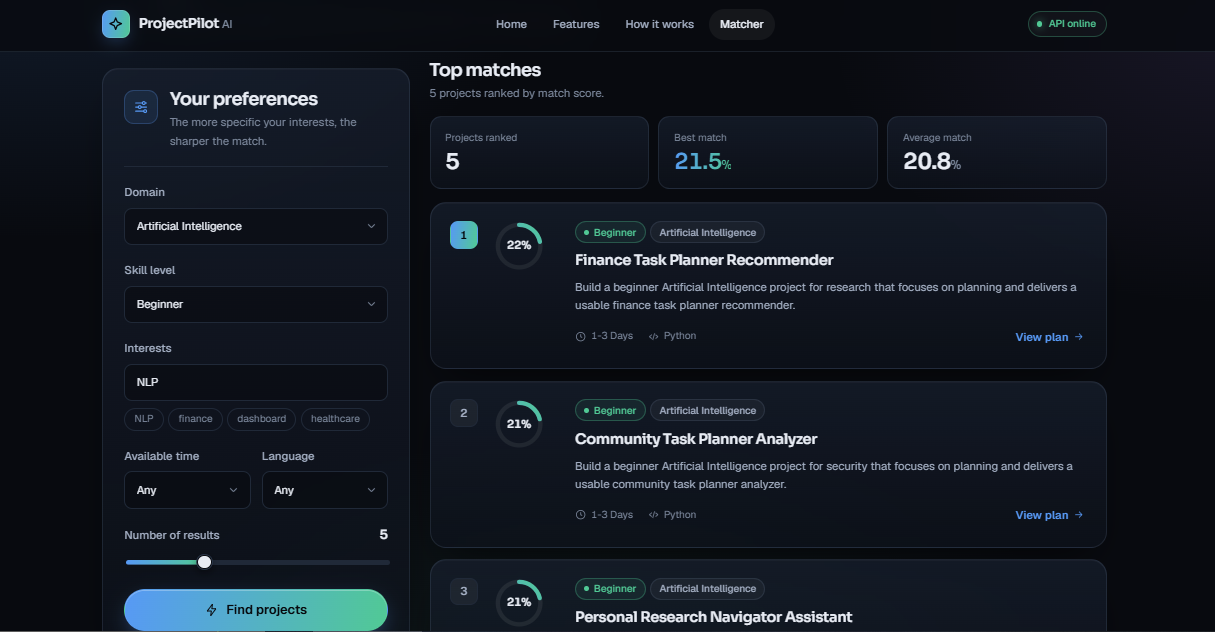 ProjectPilot AI
Home Features How it works Matcher
API online
Your preferences
The more specific your interests, the
sharper the match.
Domain
Artificial Intelligence
Skill level
Beginner
Interests
NLP
NLP finance dashboard healthcare
Available time Language
Any Any
Number of results 5
Find projects
Top matches
5 projects ranked by match score.
Projects ranked
5
Best match
21.5%
Average match
20.8%
1
22%
Beginner Artificial Intelligence
Finance Task Planner Recommender
Build a beginner Artificial Intelligence project for research that focuses on planning and delivers a
usable finance task planner recommender.
1-3 Days Python
View plan →
2
21%
Beginner Artificial Intelligence
Community Task Planner Analyzer
Build a beginner Artificial Intelligence project for security that focuses on planning and delivers a
usable community task planner analyzer.
1-3 Days Python
View plan →
3
21%
Beginner Artificial Intelligence
Personal Research Navigator Assistant